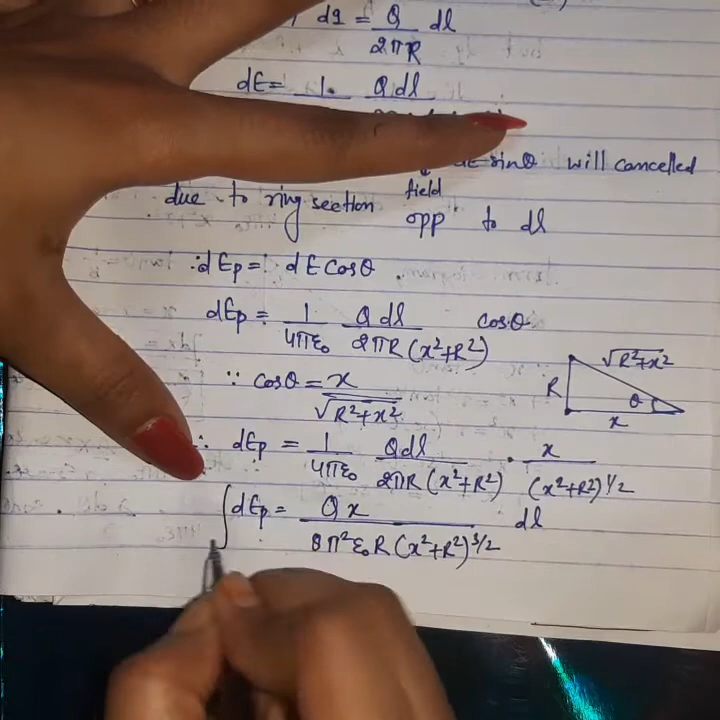 dq = Q/2πR dl
dE = 1 Q dl
dE sinθ will cancelled
due to ring section field opp to dl
∴ dEp = dE Cosθ.
dEp = 1/4πε₀ Q dl/2πR (x²+R²) cosθ
∵ cosθ = x/√R²+x²
R √R²+x² θ x
∴ dEp = 1/4πε₀ Qdl/2πR (x²+R²) · x/(x²+R²)^1/2
∫dEp = Qx/8π²ε₀R (x²+R²)^3/2 dl